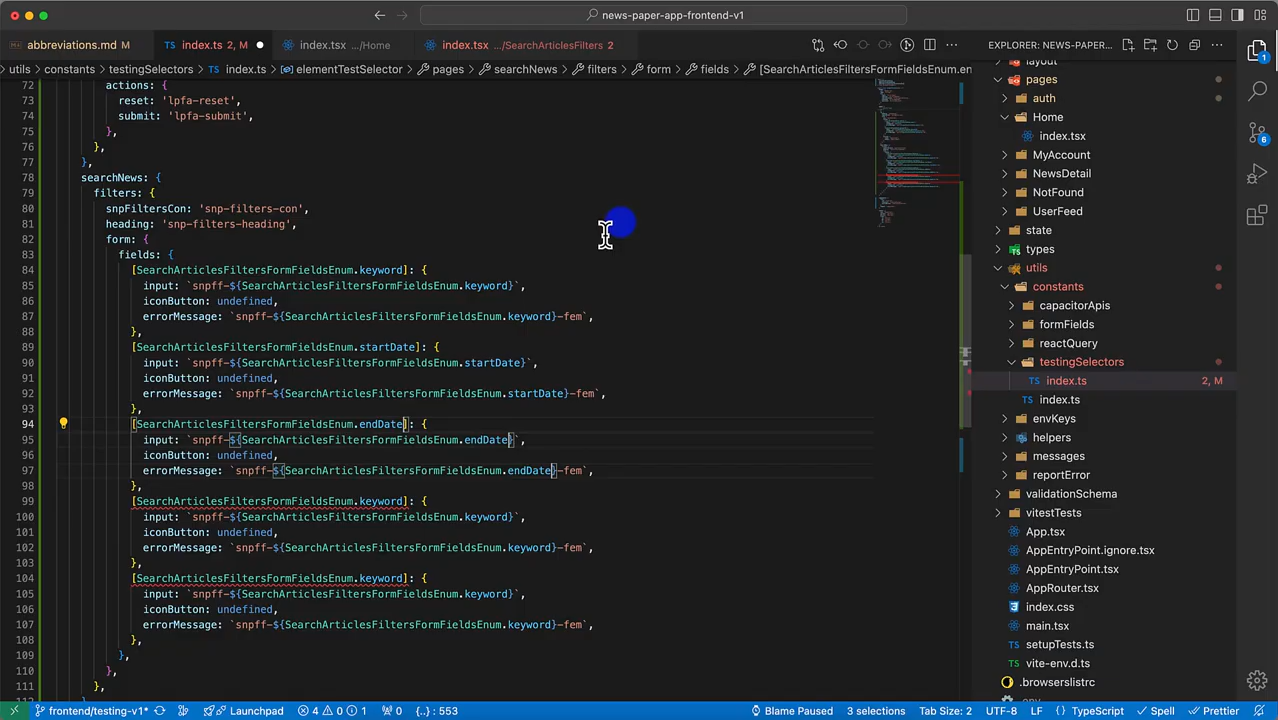 news-paper-app-frontend-v1
abbreviations.md M
index.ts 2, M
index.tsx .../Home
index.tsx .../SearchArticlesFilters 2
EXPLORER: NEWS-PAPER...
utils > constants > testingSelectors > TS index.ts > elementTestSelector > pages > searchNews > filters > form > fields > [SearchArticlesFiltersFormFieldsEnum.en
72 actions: {
73 reset: 'lpfa-reset',
74 submit: 'lpfa-submit',
75 },
76 },
77 },
78 searchNews: {
79 filters: {
80 snpFiltersCon: 'snp-filters-con',
81 heading: 'snp-filters-heading',
82 form: {
83 fields: {
84 [SearchArticlesFiltersFormFieldsEnum.keyword]: {
85 input: `snpff-${SearchArticlesFiltersFormFieldsEnum.keyword}`,
86 iconButton: undefined,
87 errorMessage: `snpff-${SearchArticlesFiltersFormFieldsEnum.keyword}-fem`,
88 },
89 [SearchArticlesFiltersFormFieldsEnum.startDate]: {
90 input: `snpff-${SearchArticlesFiltersFormFieldsEnum.startDate}`,
91 iconButton: undefined,
92 errorMessage: `snpff-${SearchArticlesFiltersFormFieldsEnum.startDate}-fem`,
93 },
94 [SearchArticlesFiltersFormFieldsEnum.endDate]: {
95 input: `snpff-${SearchArticlesFiltersFormFieldsEnum.endDate}`,
96 iconButton: undefined,
97 errorMessage: `snpff-${SearchArticlesFiltersFormFieldsEnum.endDate}-fem`,
98 },
99 [SearchArticlesFiltersFormFieldsEnum.keyword]: {
100 input: `snpff-${SearchArticlesFiltersFormFieldsEnum.keyword}`,
101 iconButton: undefined,
102 errorMessage: `snpff-${SearchArticlesFiltersFormFieldsEnum.keyword}-fem`,
103 },
104 [SearchArticlesFiltersFormFieldsEnum.keyword]: {
105 input: `snpff-${SearchArticlesFiltersFormFieldsEnum.keyword}`,
106 iconButton: undefined,
107 errorMessage: `snpff-${SearchArticlesFiltersFormFieldsEnum.keyword}-fem`,
108 },
109 },
110 },
111 },
layout
pages
auth
Home
index.tsx
MyAccount
NewsDetail
NotFound
UserFeed
state
types
utils
constants
capacitorApis
formFields
reactQuery
testingSelectors
TS index.ts 2, M
TS index.ts
envKeys
helpers
messages
reportError
validationSchema
vitestTests
App.tsx
AppEntryPoint.ignore.tsx
AppEntryPoint.tsx
AppRouter.tsx
index.css
main.tsx
TS setupTests.ts
TS vite-env.d.ts
.browserslistrc
1
6
frontend/testing-v1*
Launchpad
4 0 1
0
{..} : 553
Blame Paused
3 selections
Tab Size: 2
UTF-8
LF
{ } TypeScript
Spell
Prettier